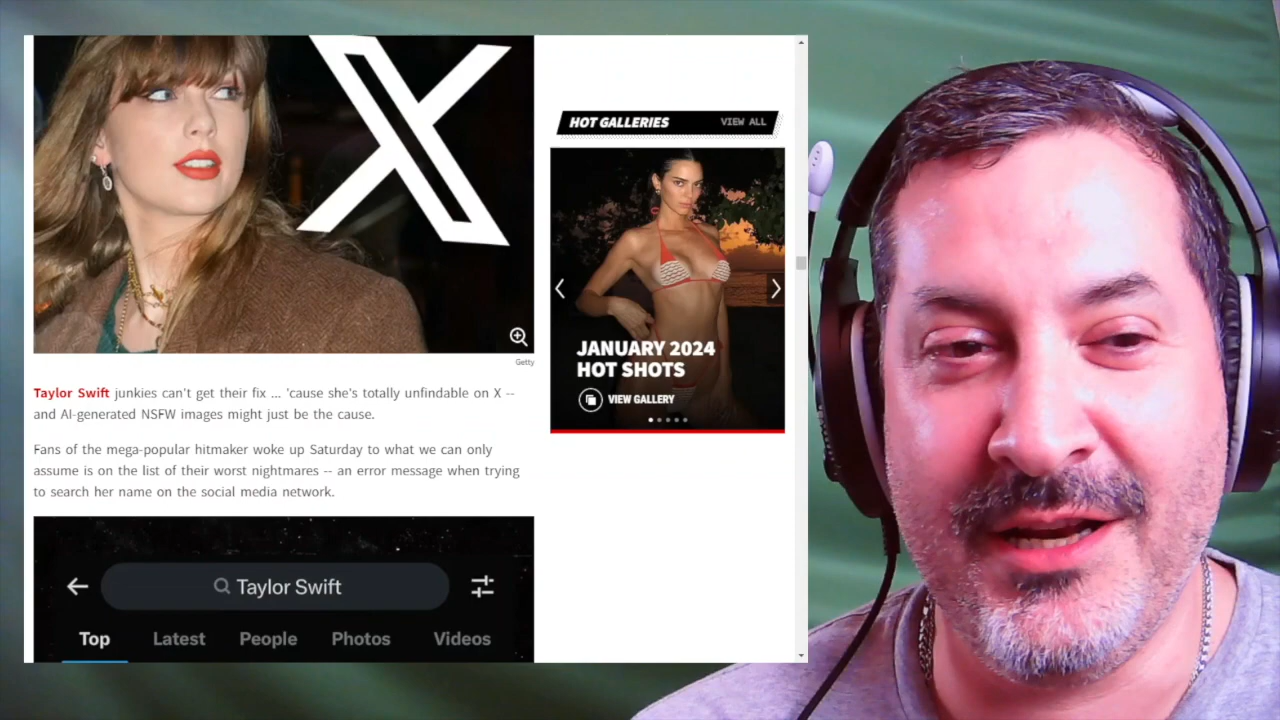 X
HOT GALLERIES
VIEW ALL
JANUARY 2024
HOT SHOTS
VIEW GALLERY
Getty
Taylor Swift junkies can't get their fix ... 'cause she's totally unfindable on X --
and AI-generated NSFW images might just be the cause.
Fans of the mega-popular hitmaker woke up Saturday to what we can only
assume is on the list of their worst nightmares -- an error message when trying
to search her name on the social media network.
Taylor Swift
Top
Latest
People
Photos
Videos